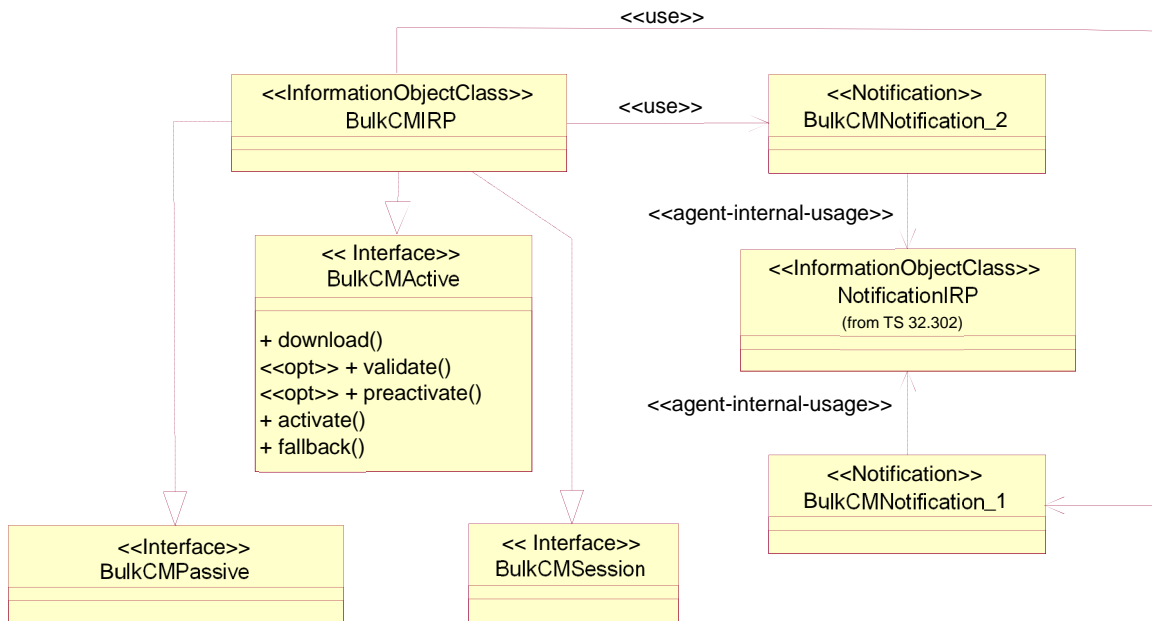 <<use>>
<<InformationObjectClass>>
BulkCMIRP
<<use>>
<<Notification>>
BulkCMNotification_2
<<agent-internal-usage>>
<< Interface>>
BulkCMActive
+ download()
<<opt>> + validate()
<<opt>> + preactivate()
+ activate()
+ fallback()
<<InformationObjectClass>>
NotificationIRP
(from TS 32.302)
<<agent-internal-usage>>
<<Notification>>
BulkCMNotification_1
<<Interface>>
BulkCMPassive
<< Interface>>
BulkCMSession